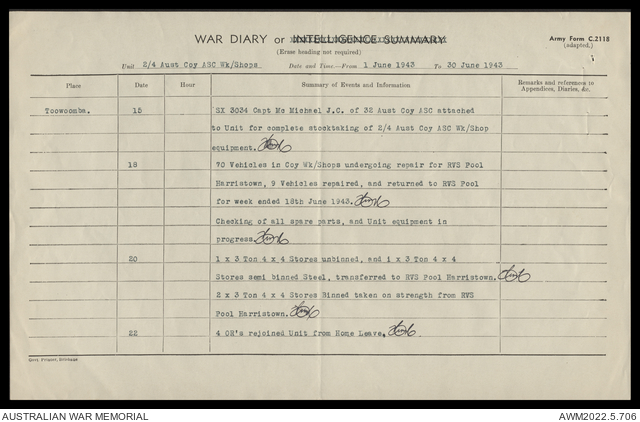 WAR DIARY or INTELLIGENCE SUMMARY
(Erase heading not required)
Army Form C.2118
(adapted.)
Unit 2/4 Aust Coy ASC Wk/Shops Date and Time.—From 1 June 1943 To 30 June 1943
Place Date Hour Summary of Events and Information Remarks and references to Appendices, Diaries, &c.
Toowoomba. 15 SX 3034 Capt Mc Michael J.C. of 32 Aust Coy ASC attached
to Unit for complete stocktaking of 2/4 Aust Coy ASC Wk/Shop
equipment.
18 70 Vehicles in Coy Wk/Shops undergoing repair for RVS Pool
Harristown, 9 Vehicles repaired, and returned to RVS Pool
for week ended 18th June 1943.
Checking of all spare parts, and Unit equipment in
progress.
20 1 x 3 Ton 4 x 4 Stores unbinned, and 1 x 3 Ton 4 x 4
Stores semi binned Steel, transferred to RVS Pool Harristown.
2 x 3 Ton 4 x 4 Stores Binned taken on strength from RVS
Pool Harristown.
22 4 OR's rejoined Unit from Home Leave.
Govt. Printer, Brisbane
AUSTRALIAN WAR MEMORIAL
AWM2022.5.706